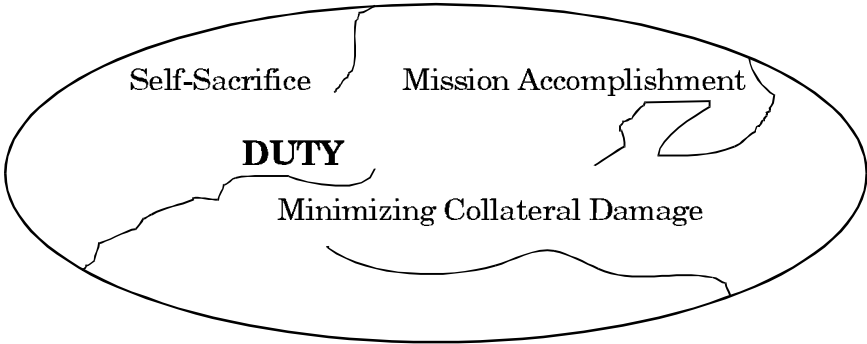 Self-Sacrifice
Mission Accomplishment
DUTY
Minimizing Collateral Damage